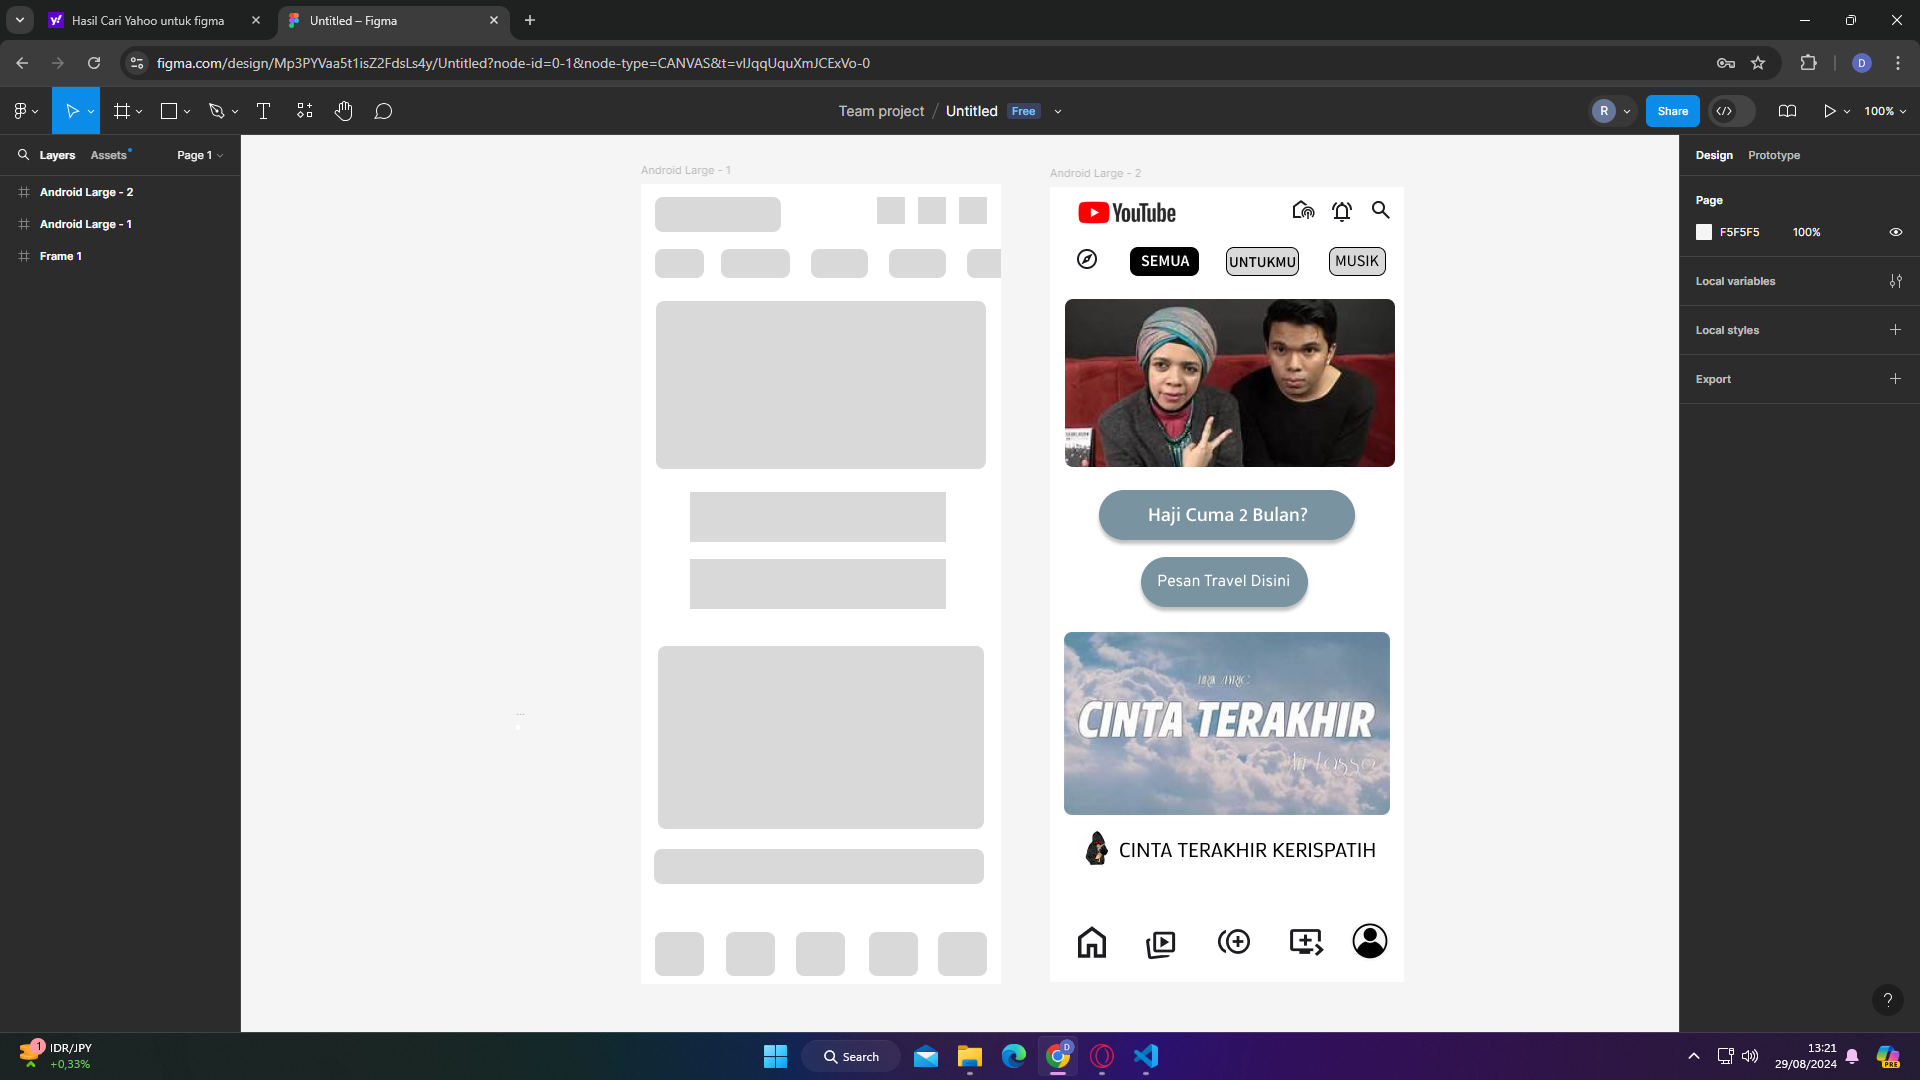 Hasil Cari Yahoo untuk figma
Untitled – Figma
figma.com/design/Mp3PYVaa5t1isZ2FdsLs4y/Untitled?node-id=0-1&node-type=CANVAS&t=vIJqqUquXmJCExVo-0
D
Team project / Untitled Free
R
Share
100%
Layers
Assets
Page 1
Android Large - 2
Android Large - 1
Frame 1
Android Large - 1
...
Android Large - 2
YouTube
SEMUA
UNTUKMU
MUSIK
Haji Cuma 2 Bulan?
Pesan Travel Disini
LIRIK /LYRIC
CINTA TERAKHIR
CINTA TERAKHIR KERISPATIH
Design
Prototype
Page
F5F5F5 100%
Local variables
Local styles
Export
?
1
IDR/JPY
+0,33%
Search
D
13:21
29/08/2024
PRE